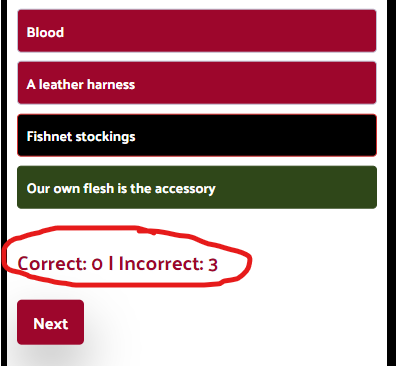 Blood
A leather harness
Fishnet stockings
Our own flesh is the accessory
Correct: 0 | Incorrect: 3
Next